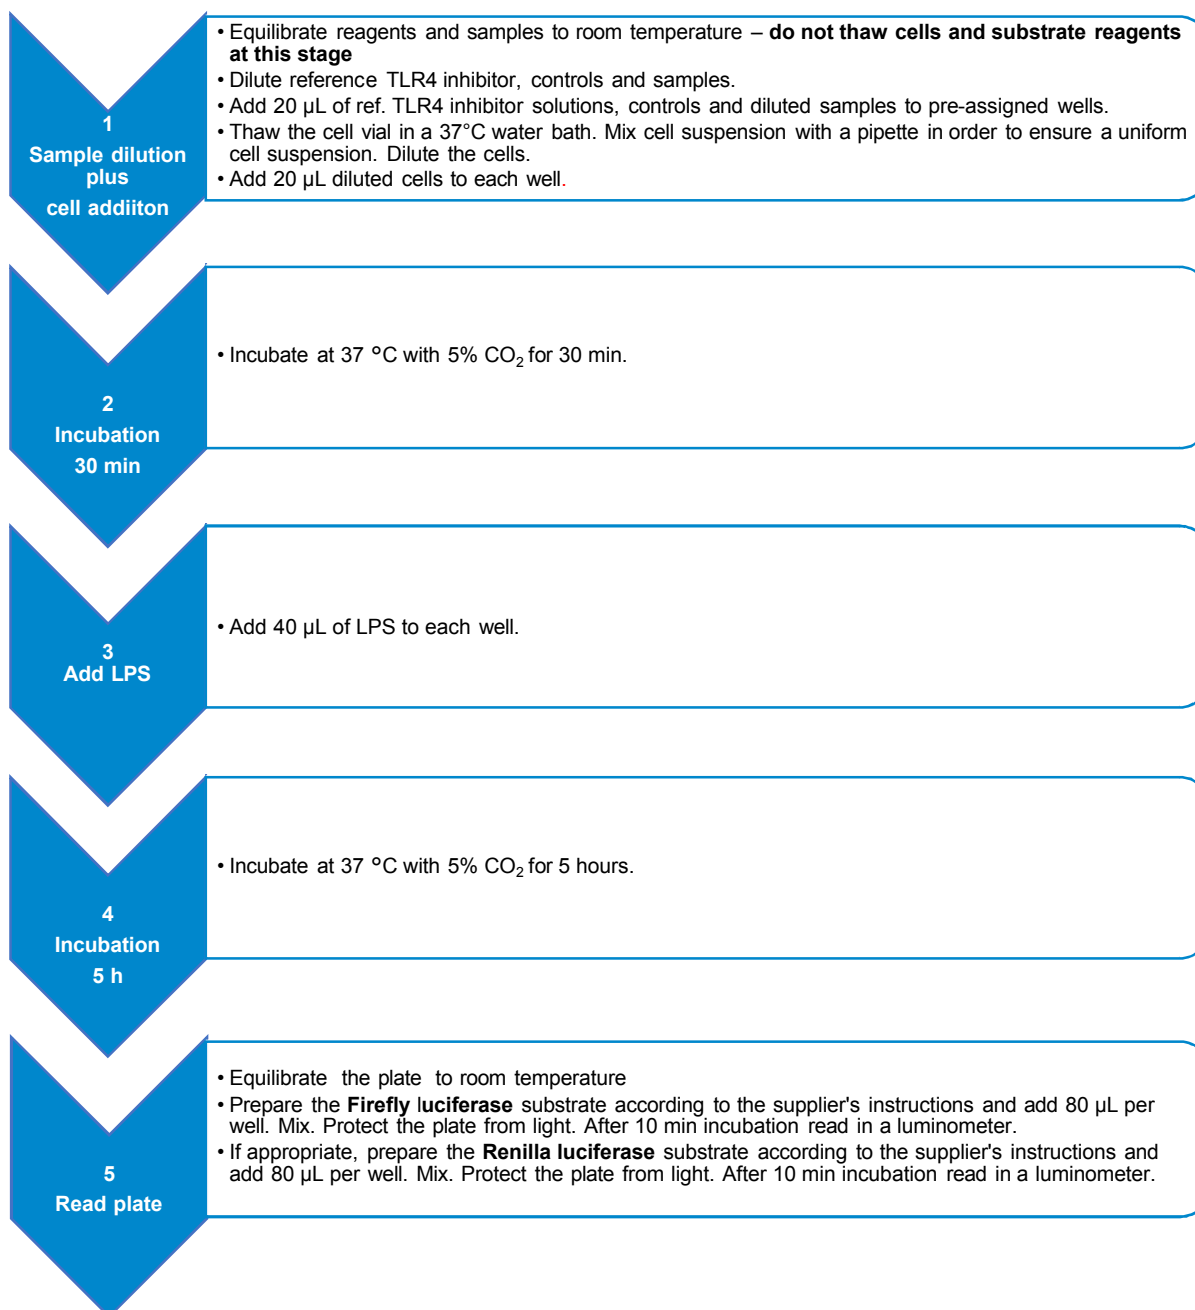 1
Sample dilution
plus
cell addiiton
• Equilibrate reagents and samples to room temperature – do not thaw cells and substrate reagents
at this stage
• Dilute reference TLR4 inhibitor, controls and samples.
• Add 20 µL of ref. TLR4 inhibitor solutions, controls and diluted samples to pre-assigned wells.
• Thaw the cell vial in a 37°C water bath. Mix cell suspension with a pipette in order to ensure a uniform
cell suspension. Dilute the cells.
• Add 20 µL diluted cells to each well.
2
Incubation
30 min
• Incubate at 37 °C with 5% CO₂ for 30 min.
3
Add LPS
• Add 40 µL of LPS to each well.
4
Incubation
5 h
• Incubate at 37 °C with 5% CO₂ for 5 hours.
5
Read plate
• Equilibrate the plate to room temperature
• Prepare the Firefly luciferase substrate according to the supplier's instructions and add 80 µL per
well. Mix. Protect the plate from light. After 10 min incubation read in a luminometer.
• If appropriate, prepare the Renilla luciferase substrate according to the supplier's instructions and
add 80 µL per well. Mix. Protect the plate from light. After 10 min incubation read in a luminometer.